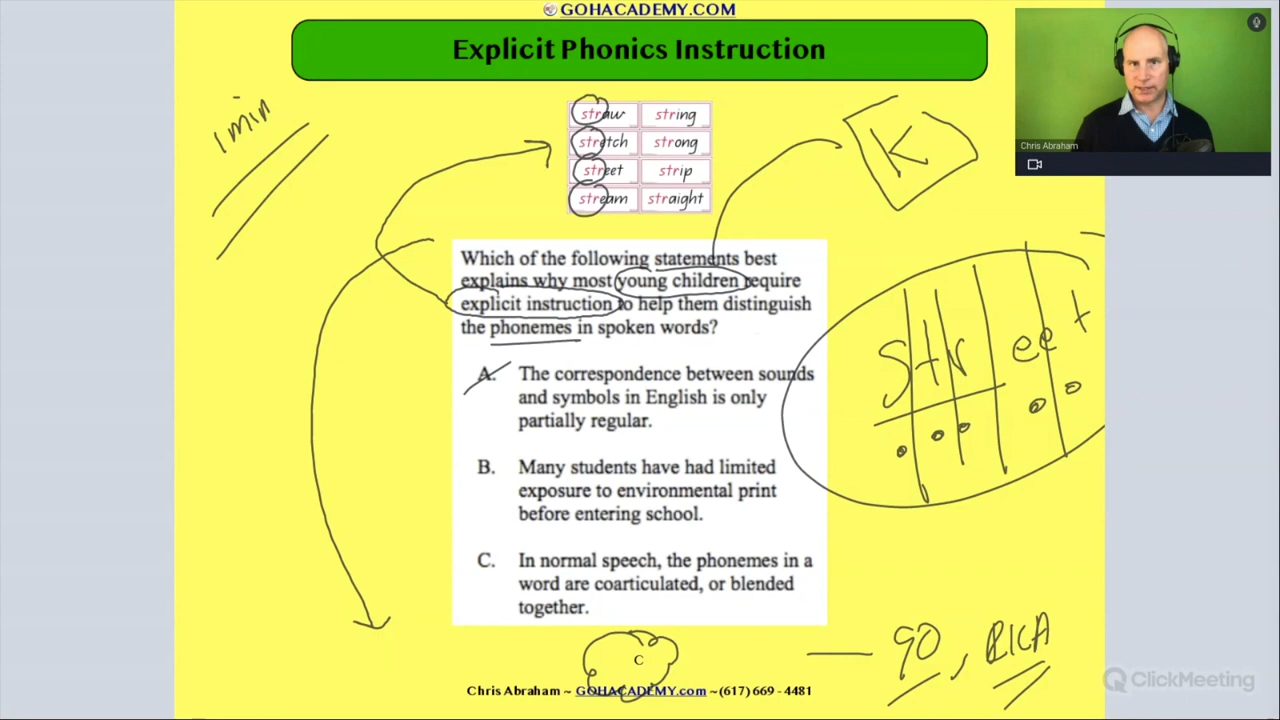 GOHACADEMY.COM
Explicit Phonics Instruction
Chris Abraham
1 min
straw string
stretch strong
street strip
stream straight
K
Which of the following statements best
explains why most young children require
explicit instruction to help them distinguish
the phonemes in spoken words?
A. The correspondence between sounds
and symbols in English is only
partially regular.
B. Many students have had limited
exposure to environmental print
before entering school.
C. In normal speech, the phonemes in a
word are coarticulated, or blended
together.
S t r ee t
C
90, RICA
Chris Abraham ~ GOHACADEMY.com ~(617) 669 - 4481
ClickMeeting